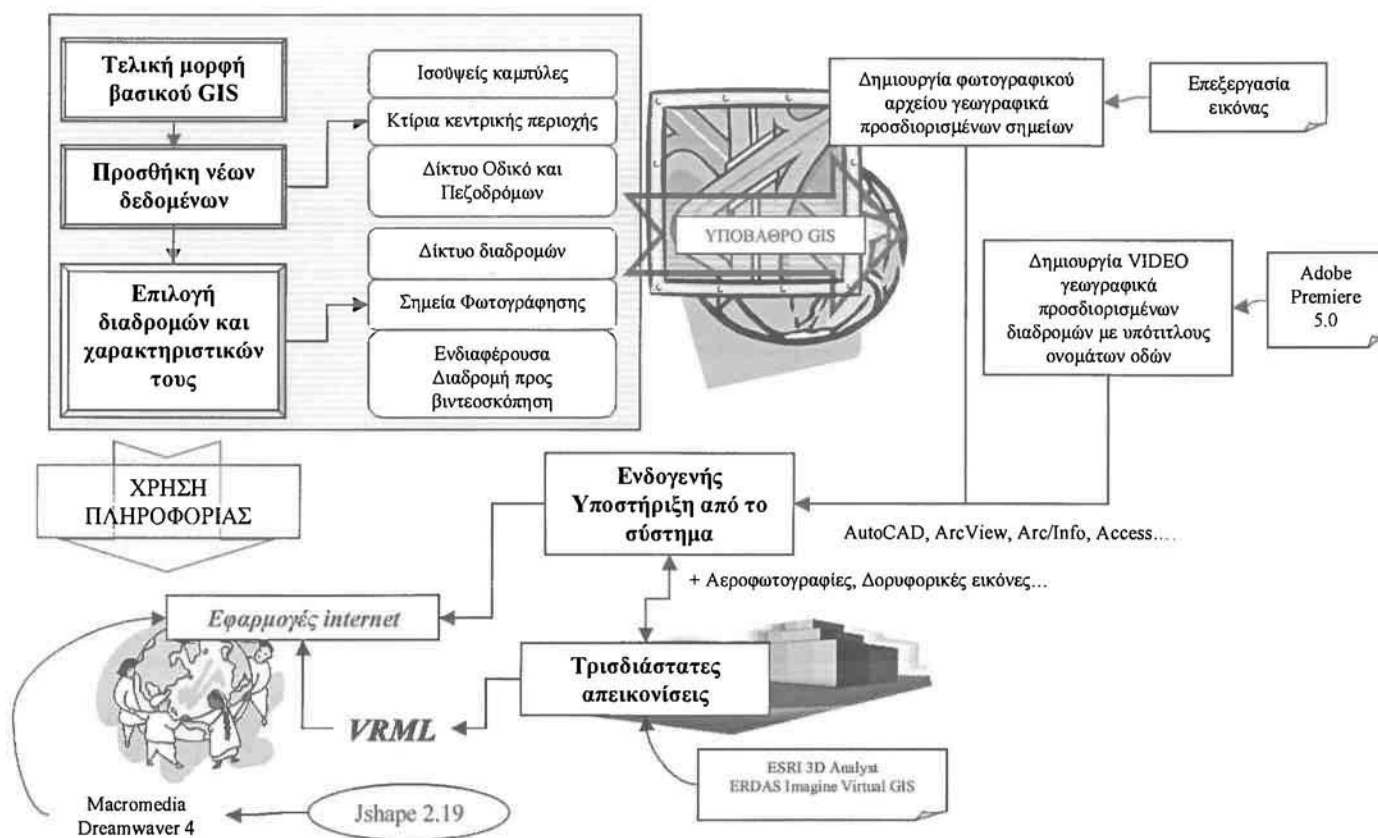 Τελική μορφή
βασικού GIS
Προσθήκη νέων
δεδομένων
Επιλογή
διαδρομών και
χαρακτηριστικών
τους
Ισοϋψείς καμπύλες
Κτίρια κεντρικής περιοχής
Δίκτυο Οδικό και
Πεζοδρόμων
Δίκτυο διαδρομών
Σημεία Φωτογράφησης
Ενδιαφέρουσα
Διαδρομή προς
βιντεοσκόπηση
ΥΠΟΒΑΘΡΟ GIS
Δημιουργία φωτογραφικού
αρχείου γεωγραφικά
προσδιορισμένων σημείων
Επεξεργασία
εικόνας
Δημιουργία VIDEO
γεωγραφικά
προσδιορισμένων
διαδρομών με υπότιτλους
ονομάτων οδών
Adobe
Premiere
5.0
ΧΡΗΣΗ
ΠΛΗΡΟΦΟΡΙΑΣ
Ενδογενής
Υποστήριξη από το
σύστημα
AutoCAD, ArcView, Arc/Info, Access….
+ Αεροφωτογραφίες, Δορυφορικές εικόνες…
Εφαρμογές internet
Τρισδιάστατες
απεικονίσεις
VRML
ESRI 3D Analyst
ERDAS Imagine Virtual GIS
Macromedia
Dreamwaver 4
Jshape 2.19